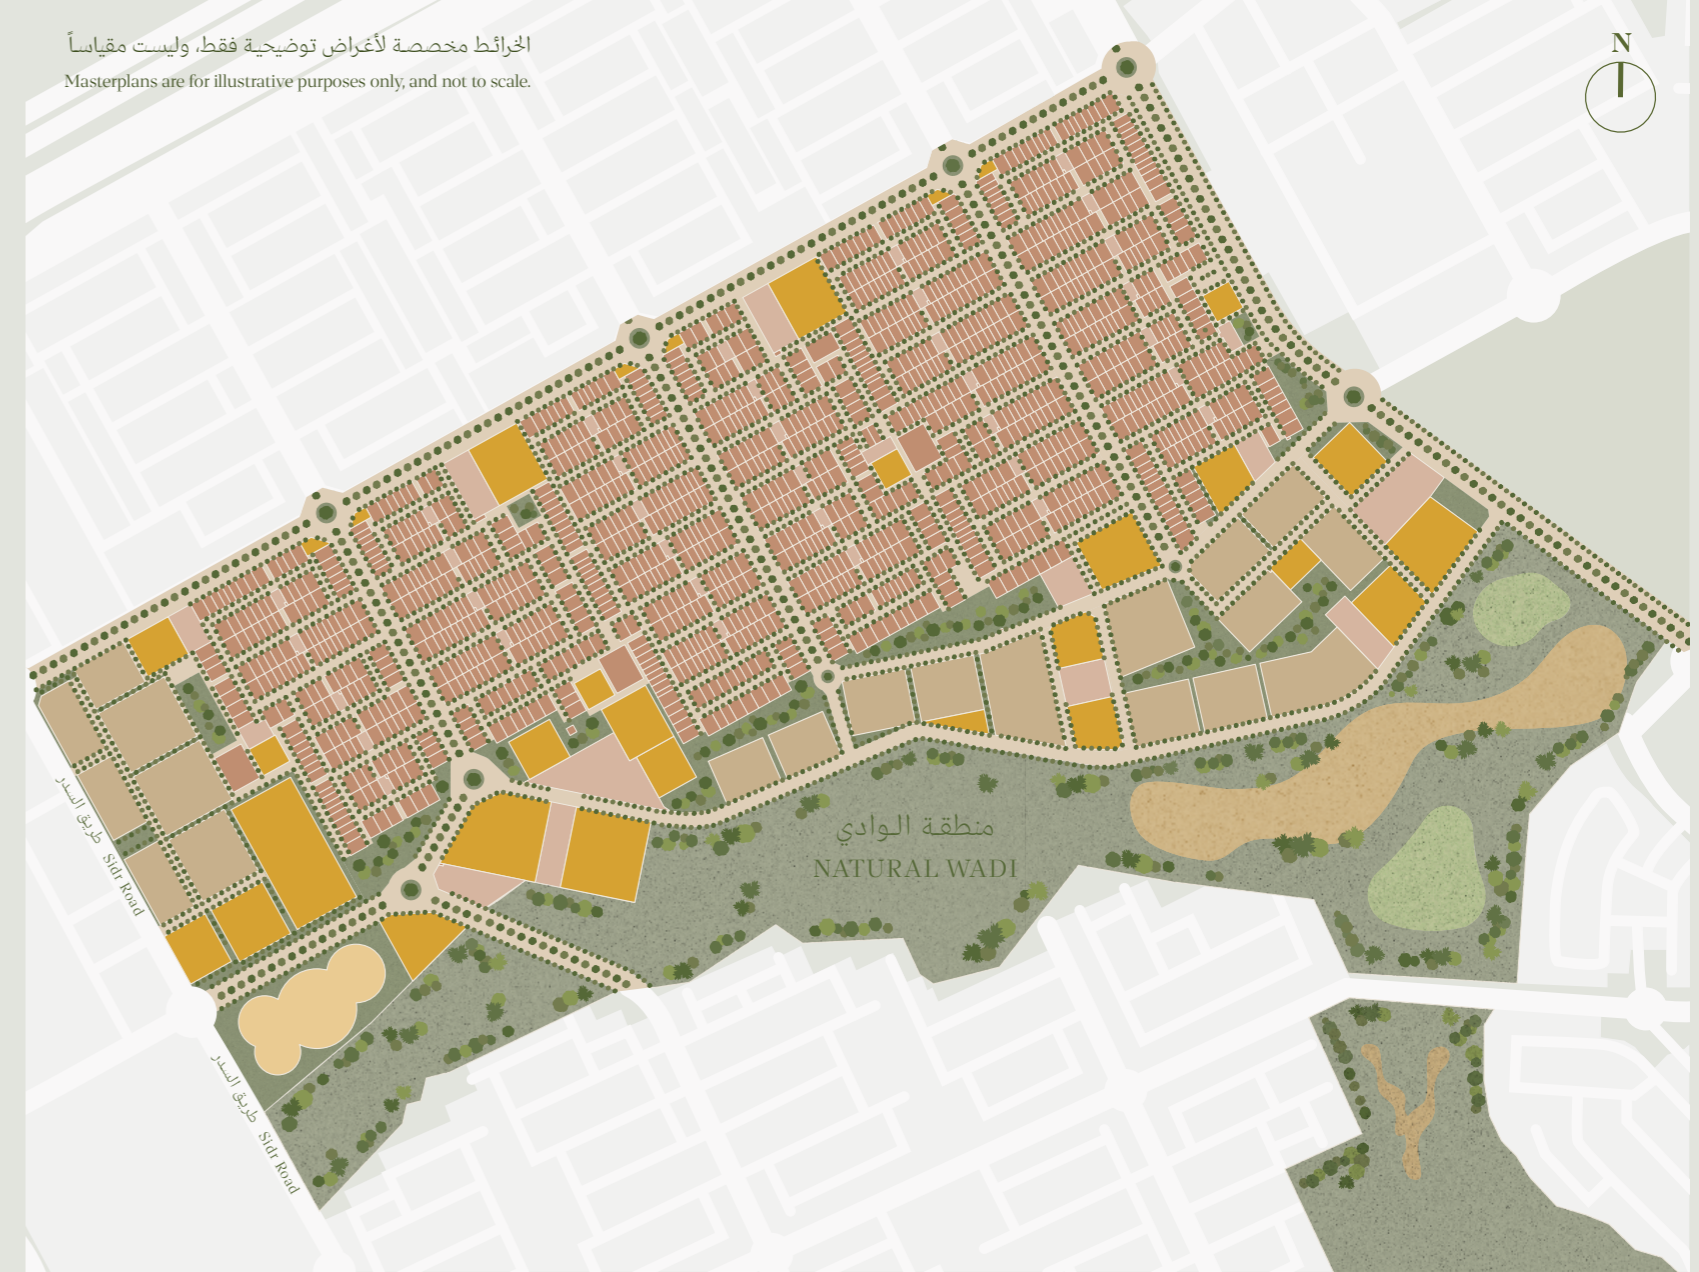 الخرائط مخصصة لأغراض توضيحية فقط، وليست مقياساً
Masterplans are for illustrative purposes only, and not to scale.
N
طريق السدر Sidr Road
منطقة الوادي
NATURAL WADI
طريق السدر Sidr Road